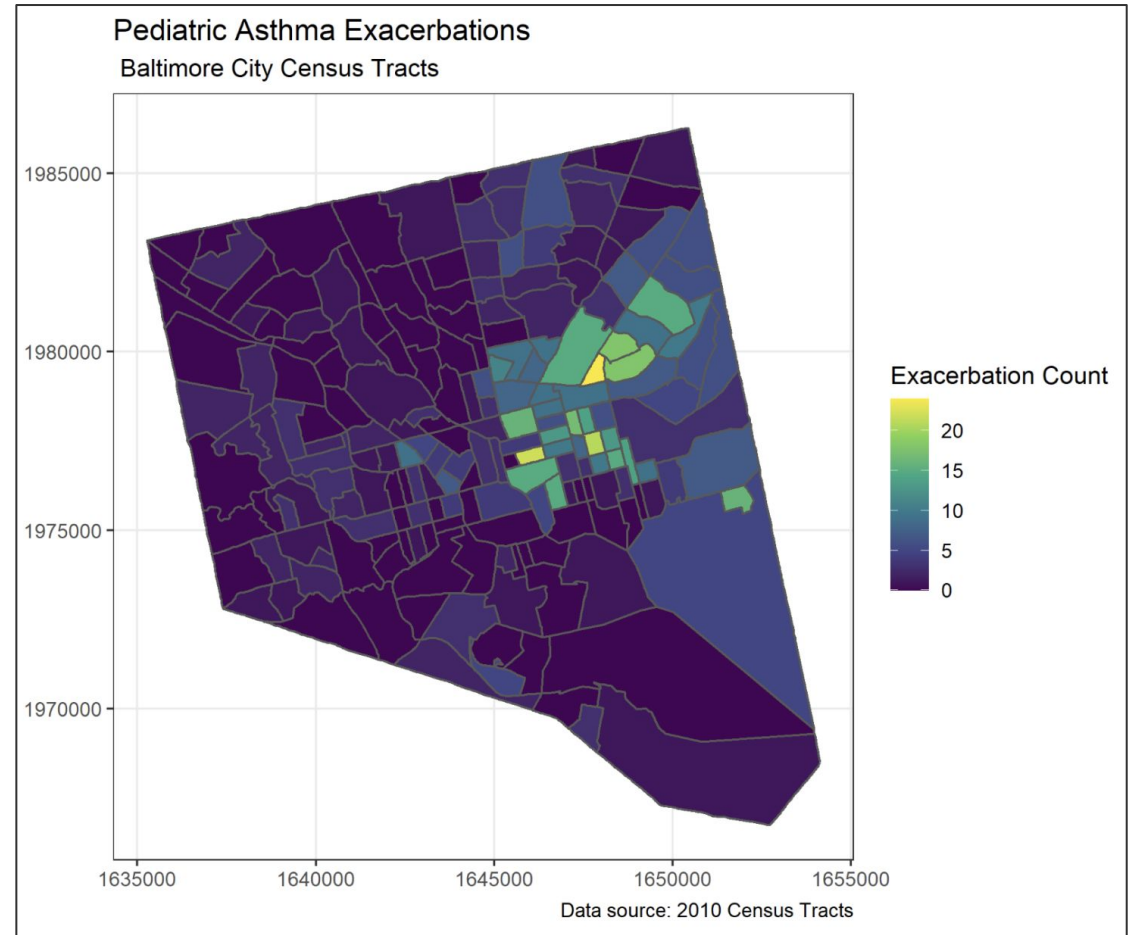 Pediatric Asthma Exacerbations
Baltimore City Census Tracts
1985000
1980000
1975000
1970000
1635000 1640000 1645000 1650000 1655000
Data source: 2010 Census Tracts
Exacerbation Count
20
15
10
5
0